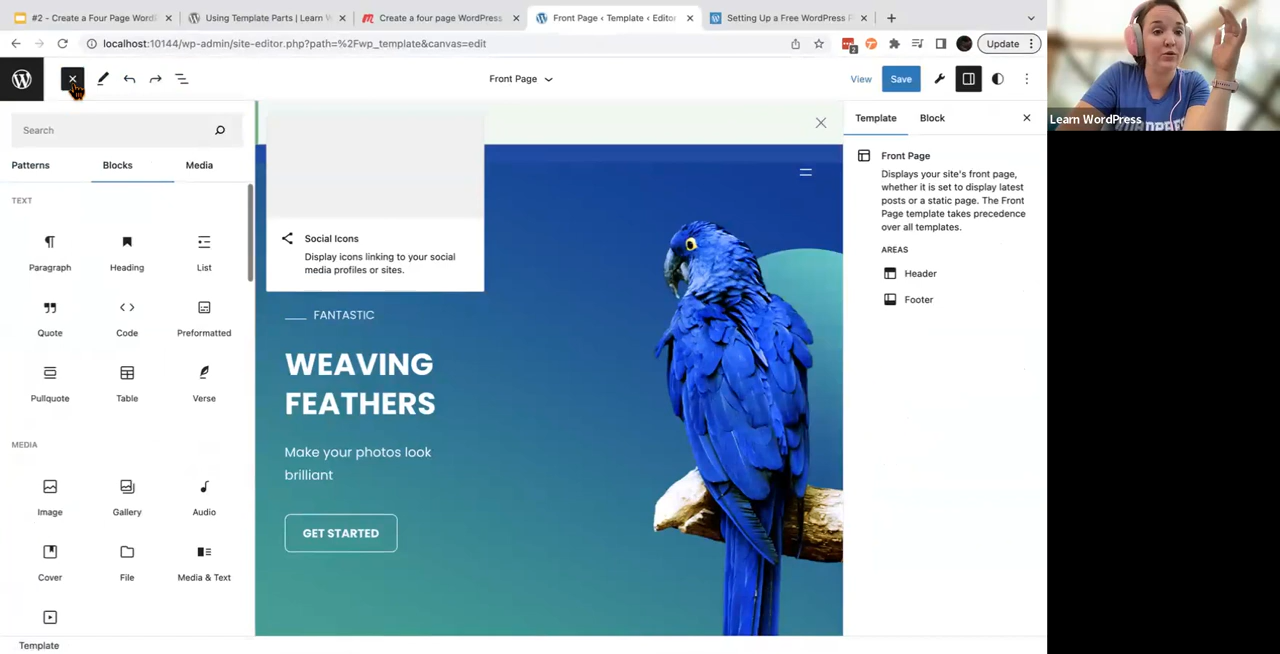 #2 - Create a Four Page Word
Using Template Parts | Learn W
Create a four page WordPress
Front Page ‹ Template ‹ Editor
Setting Up a Free WordPress
localhost:10144/wp-admin/site-editor.php?path=%2Fwp_template&canvas=edit
2
Update
Front Page
View
Save
Search
Patterns
Blocks
Media
TEXT
Paragraph
Heading
List
Quote
Code
Preformatted
Pullquote
Table
Verse
MEDIA
Image
Gallery
Audio
Cover
File
Media & Text
Template
Social Icons
Display icons linking to your social
media profiles or sites.
FANTASTIC
WEAVING
FEATHERS
Make your photos look
brilliant
GET STARTED
Template
Block
Front Page
Displays your site's front page,
whether it is set to display latest
posts or a static page. The Front
Page template takes precedence
over all templates.
AREAS
Header
Footer
Learn WordPress